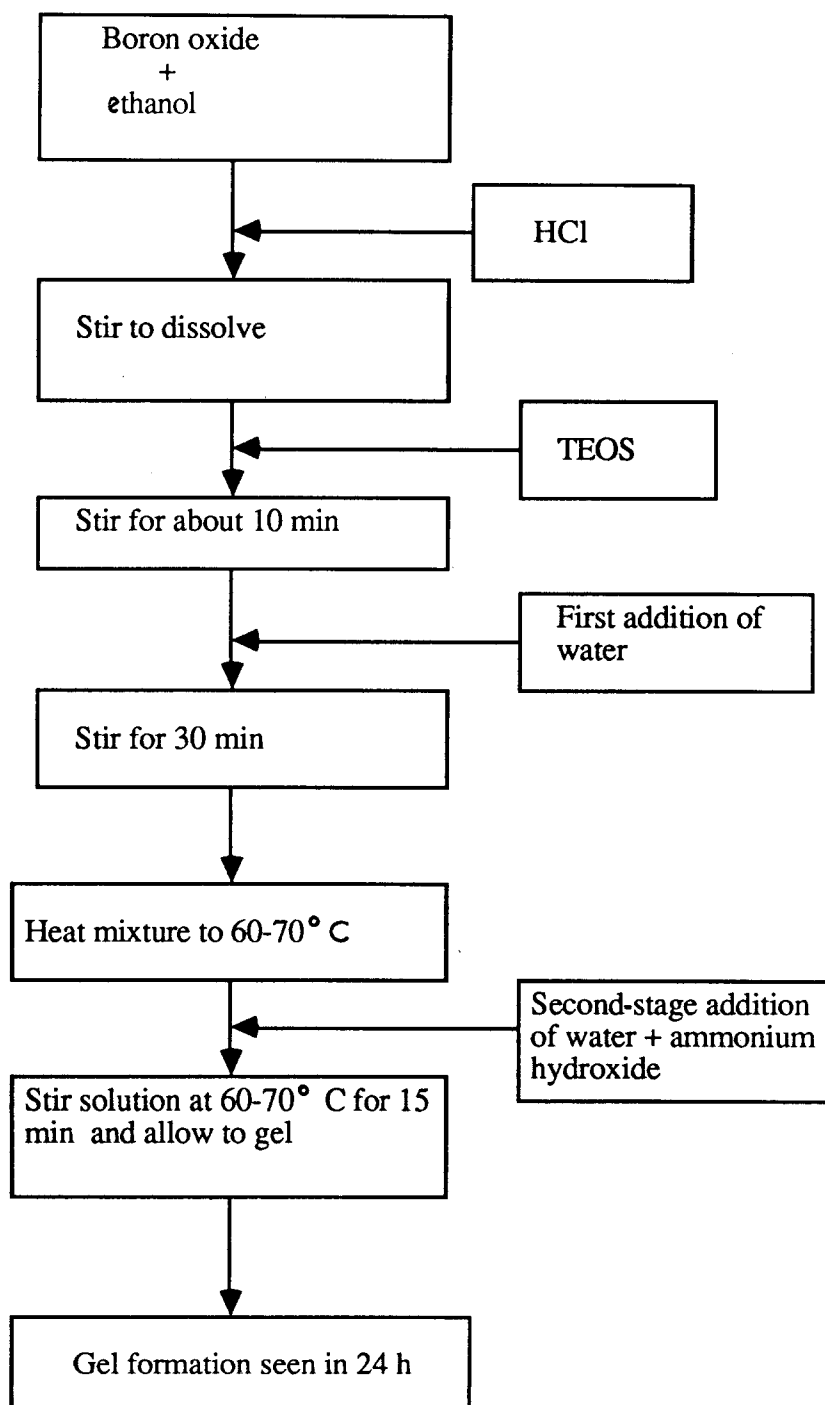 Boron oxide
+
ethanol
HCl
Stir to dissolve
TEOS
Stir for about 10 min
First addition of
water
Stir for 30 min
Heat mixture to 60-70° C
Second-stage addition
of water + ammonium
hydroxide
Stir solution at 60-70° C for 15
min and allow to gel
Gel formation seen in 24 h